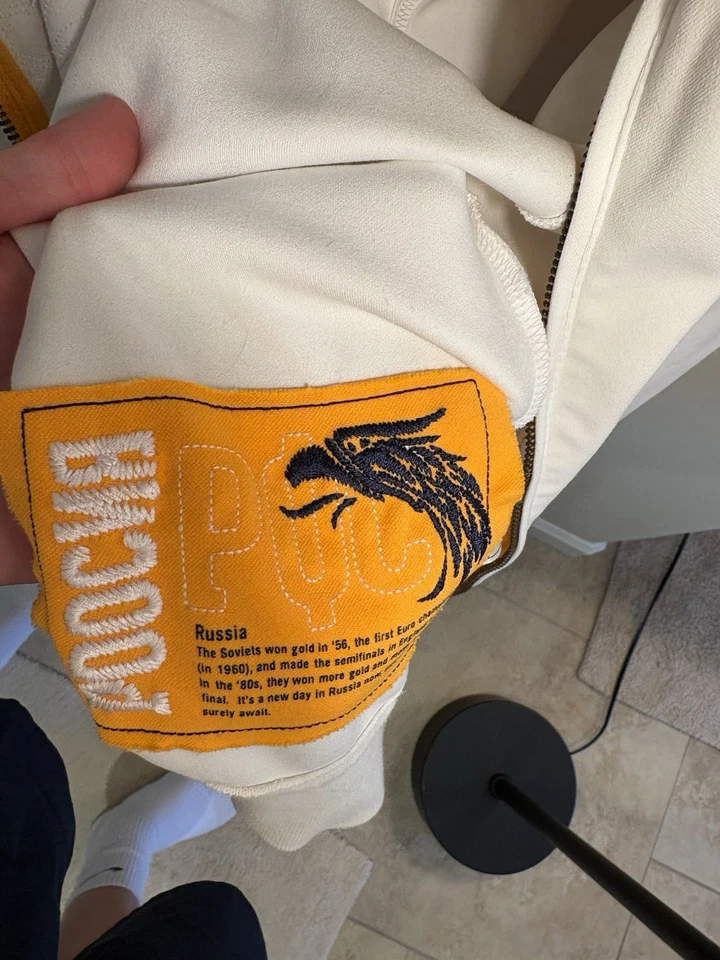 РОССИЯ
РФС
Russia
The Soviets won gold in '56, the first Euro
(in 1960), and made the semifinals in
in the '80s, they won more gold and
final. It's a new day in Russia now,
surely await.